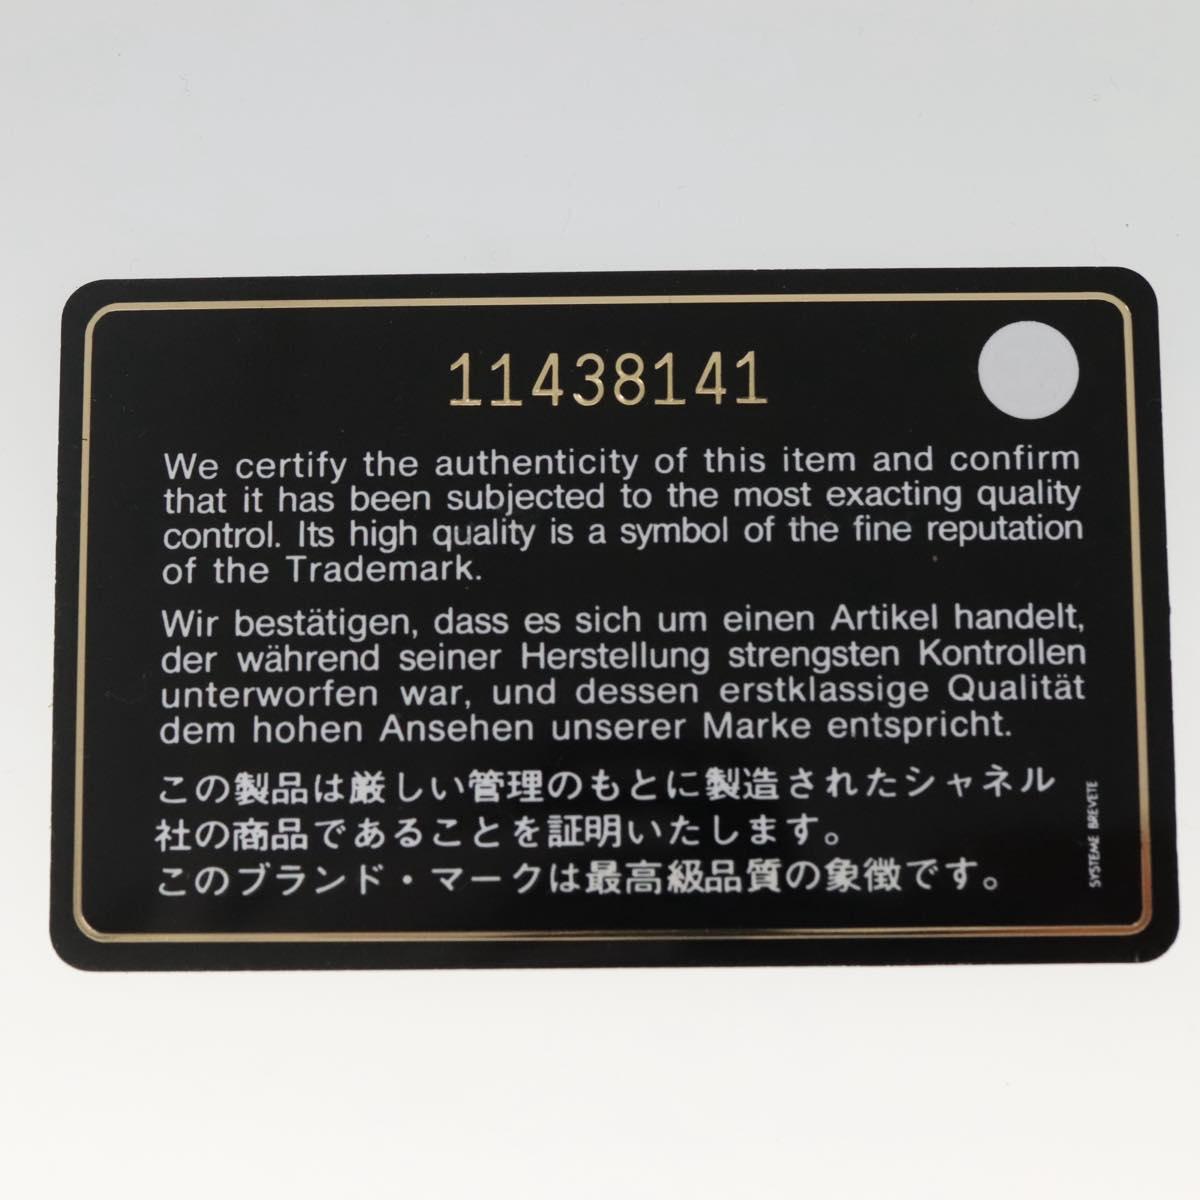 11438141
We certify the authenticity of this item and confirm
that it has been subjected to the most exacting quality
control. Its high quality is a symbol of the fine reputation
of the Trademark.
Wir bestätigen, dass es sich um einen Artikel handelt,
der während seiner Herstellung strengsten Kontrollen
unterworfen war, und dessen erstklassige Qualität
dem hohen Ansehen unserer Marke entspricht.
この製品は厳しい管理のもとに製造されたシャネル
社の商品であることを証明いたします。
このブランド・マークは最高級品質の象徴です。
SYSTEME BREVETE